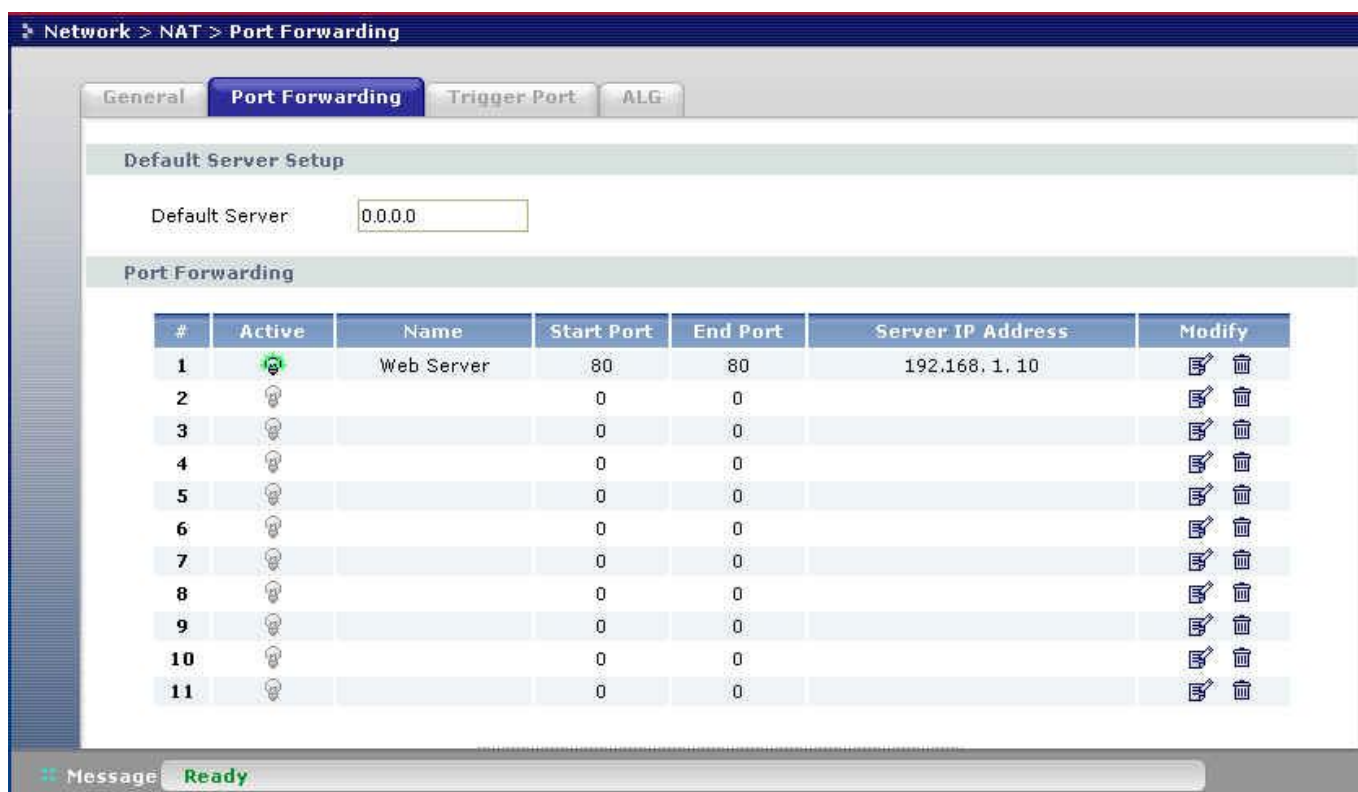 Network > NAT > Port Forwarding
General Port Forwarding Trigger Port ALG
Default Server Setup
Default Server 0.0.0.0
Port Forwarding
# Active Name Start Port End Port Server IP Address Modify
1 Web Server 80 80 192.168. 1. 10
2 0 0
3 0 0
4 0 0
5 0 0
6 0 0
7 0 0
8 0 0
9 0 0
10 0 0
11 0 0
Message Ready